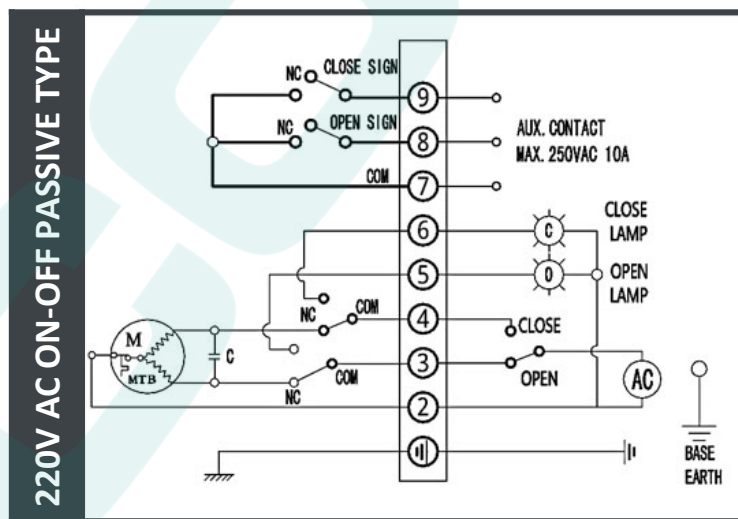 220V AC ON-OFF PASSIVE TYPE
NC CLOSE SIGN
9
NC OPEN SIGN
8
AUX. CONTACT
MAX. 250VAC 10A
COM
7
6
C
CLOSE
LAMP
5
O
OPEN
LAMP
NC
COM
4
CLOSE
M
MTB
C
NC
COM
3
OPEN
AC
2
BASE
EARTH